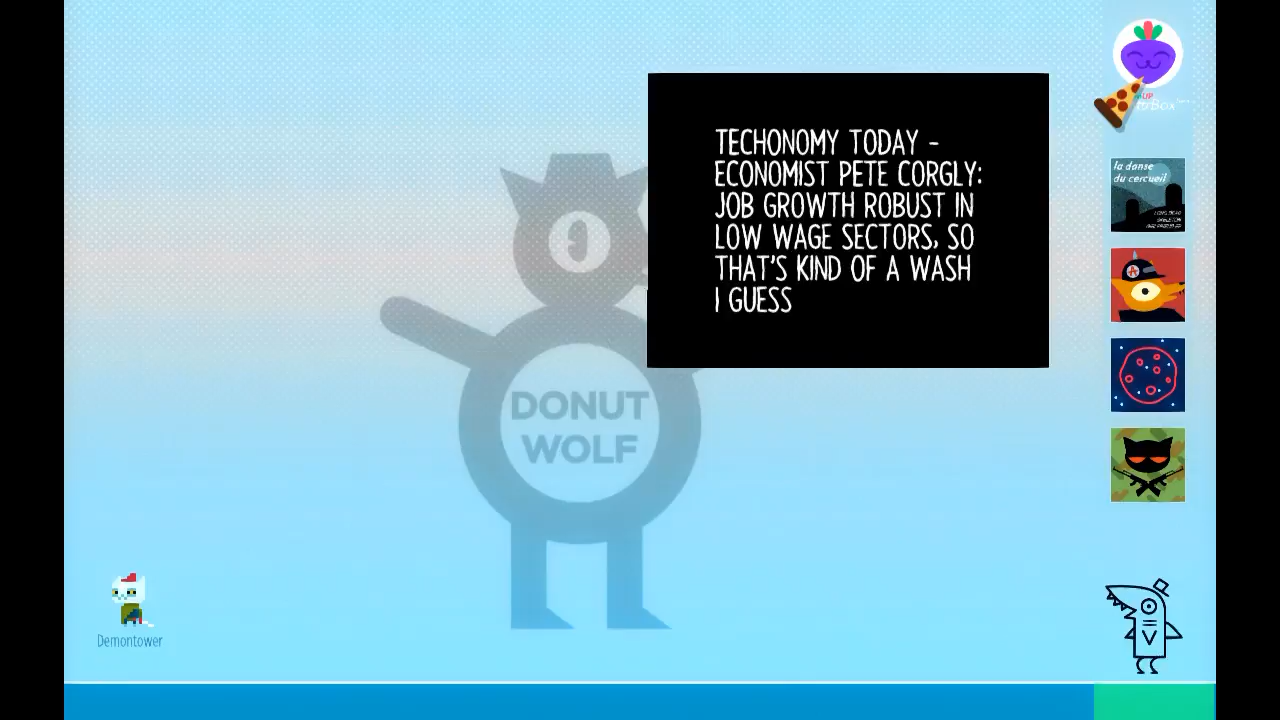 TECHONOMY TODAY -
ECONOMIST PETE CORGLY:
JOB GROWTH ROBUST IN
LOW WAGE SECTORS, SO
THAT'S KIND OF A WASH
I GUESS
UP
la danse
du cercueil
DONUT
WOLF
Demontower